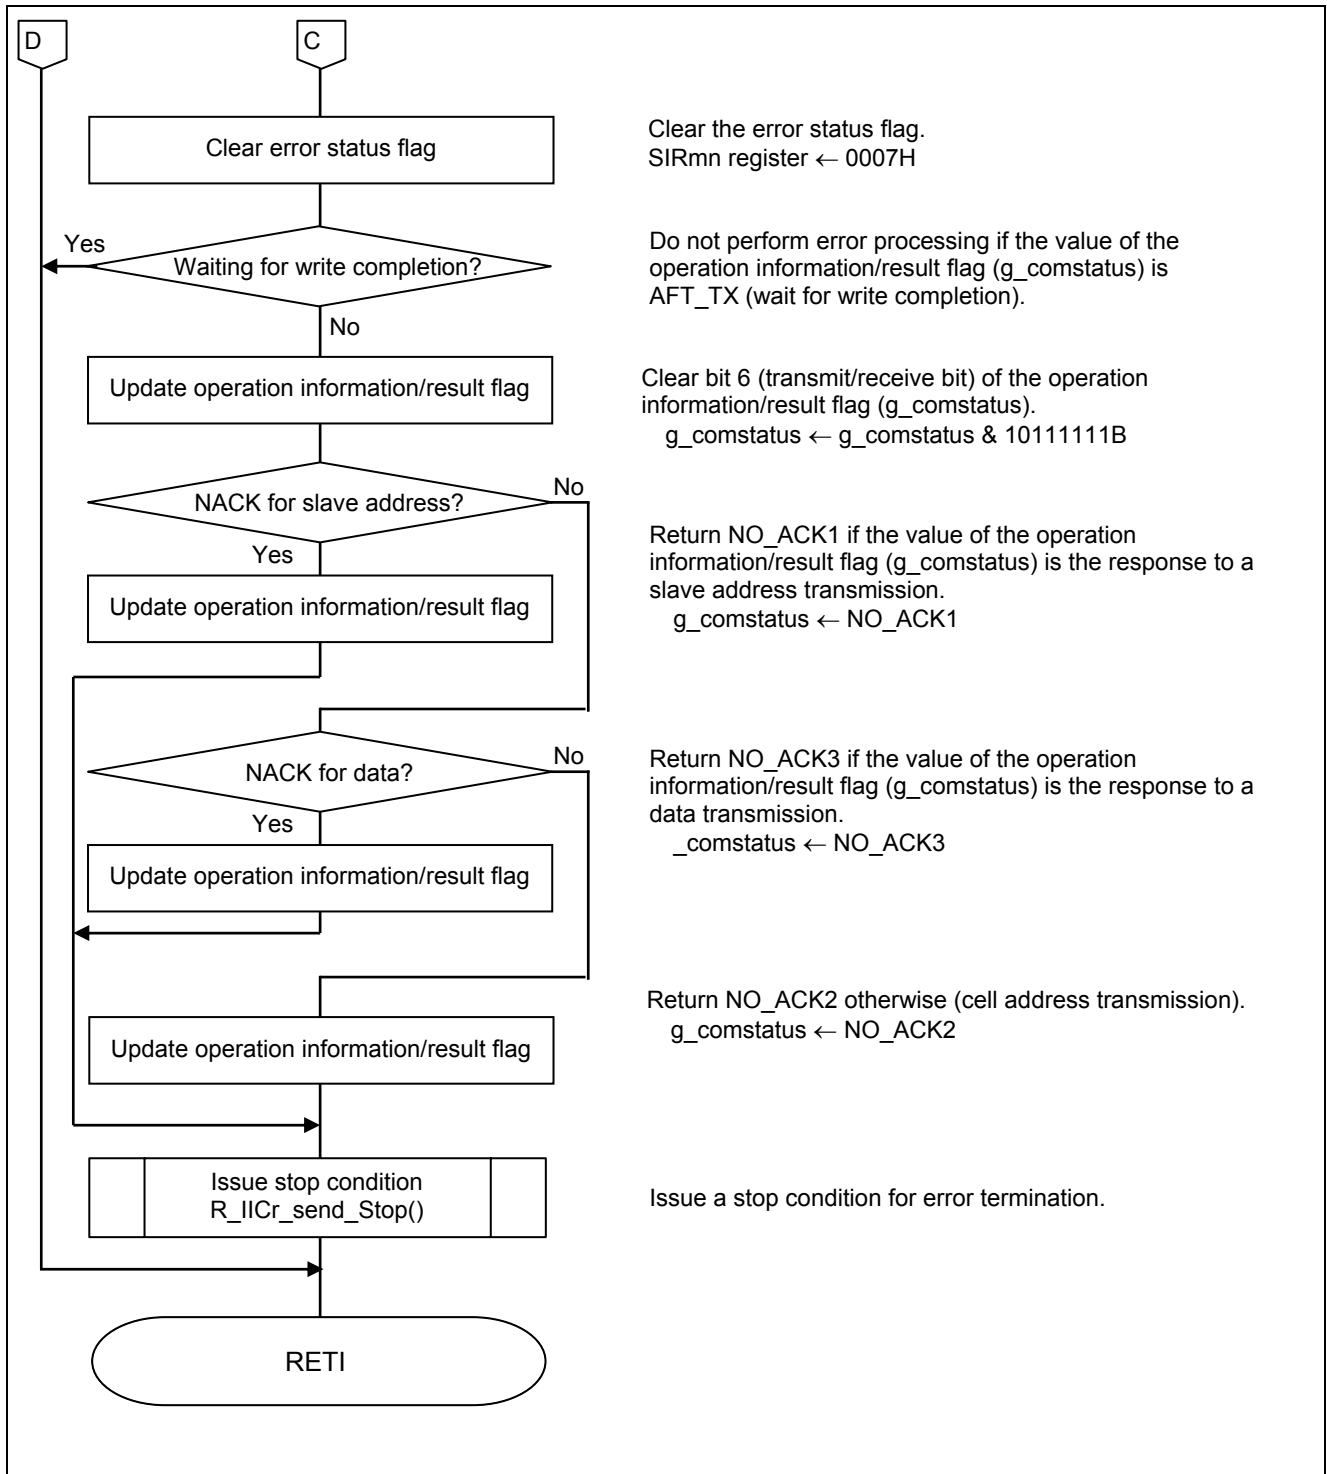 D
C
Clear error status flag
Clear the error status flag.
SIRmn register ← 0007H
Yes
Waiting for write completion?
No
Do not perform error processing if the value of the
operation information/result flag (g_comstatus) is
AFT_TX (wait for write completion).
Update operation information/result flag
Clear bit 6 (transmit/receive bit) of the operation
information/result flag (g_comstatus).
g_comstatus ← g_comstatus & 10111111B
NACK for slave address?
No
Yes
Update operation information/result flag
Return NO_ACK1 if the value of the operation
information/result flag (g_comstatus) is the response to a
slave address transmission.
g_comstatus ← NO_ACK1
NACK for data?
No
Yes
Update operation information/result flag
Return NO_ACK3 if the value of the operation
information/result flag (g_comstatus) is the response to a
data transmission.
_comstatus ← NO_ACK3
Update operation information/result flag
Return NO_ACK2 otherwise (cell address transmission).
g_comstatus ← NO_ACK2
Issue stop condition
R_IICr_send_Stop()
Issue a stop condition for error termination.
RETI